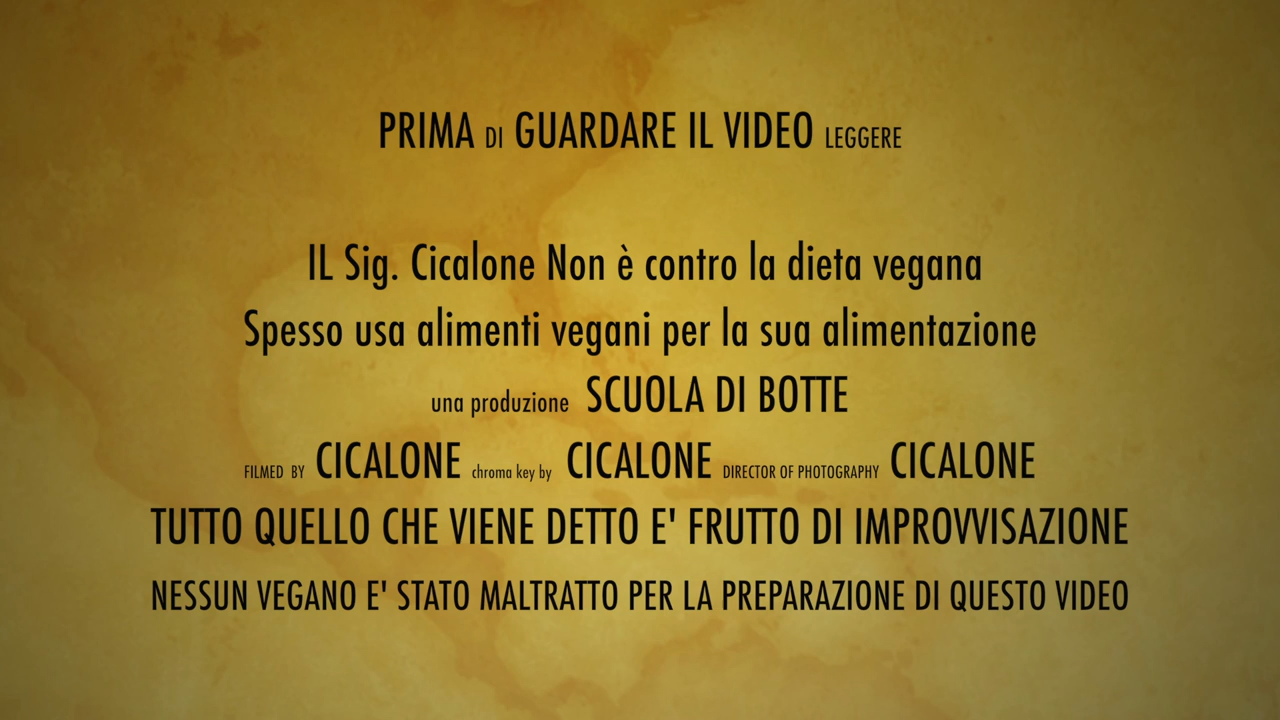 PRIMA DI GUARDARE IL VIDEO LEGGERE
IL Sig. Cicalone Non è contro la dieta vegana
Spesso usa alimenti vegani per la sua alimentazione
una produzione SCUOLA DI BOTTE
FILMED BY CICALONE chroma key by CICALONE DIRECTOR OF PHOTOGRAPHY CICALONE
TUTTO QUELLO CHE VIENE DETTO E' FRUTTO DI IMPROVVISAZIONE
NESSUN VEGANO E' STATO MALTRATTO PER LA PREPARAZIONE DI QUESTO VIDEO